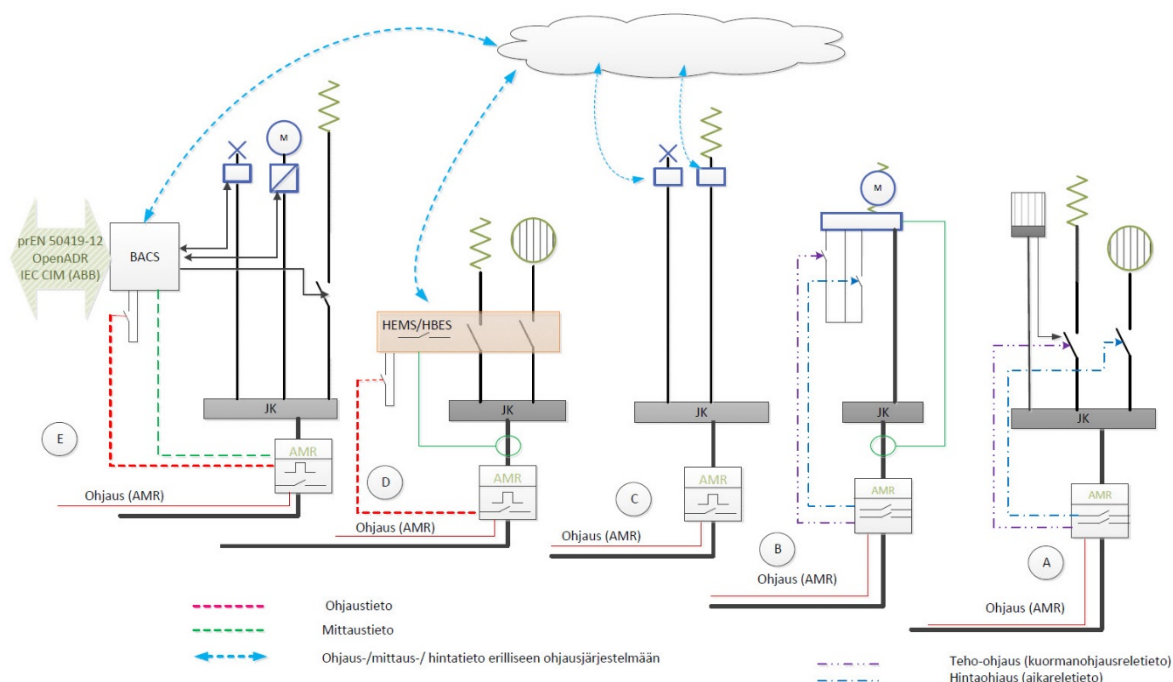 M
prEN 50419-12
OpenADR
IEC CIM (ABB)
BACS
M
HEMS/HBES
JK
JK
JK
JK
JK
E
AMR
D
AMR
C
AMR
B
AMR
A
AMR
Ohjaus (AMR)
Ohjaus (AMR)
Ohjaus (AMR)
Ohjaus (AMR)
Ohjaus (AMR)
Ohjaustieto
Mittaustieto
Ohjaus-/mittaus-/ hintatieto erilliseen ohjausjärjestelmään
Teho-ohjaus (kuormanohjausreletieto)
Hintaohjaus (aikareletieto)